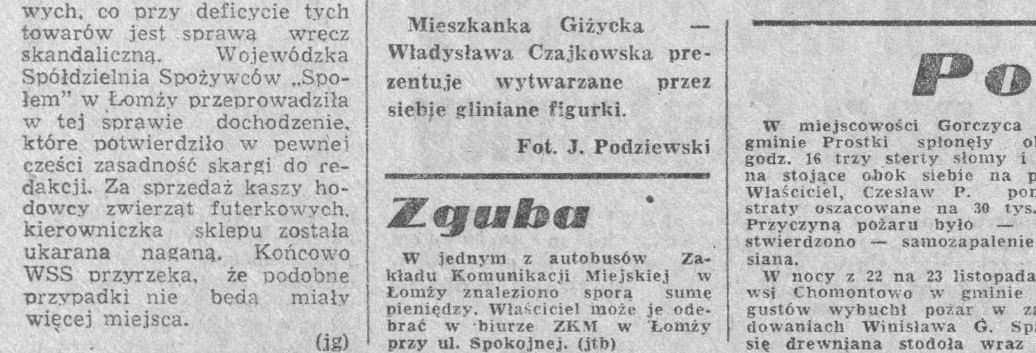 wych, co przy deficycie tych
towarów jest sprawą wręcz
skandaliczną. Wojewódzka
Spółdzielnia Spożywców „Spo-
łem” w Łomży przeprowadziła
w tej sprawie dochodzenie,
które potwierdziło w pewnej
części zasadność skargi do re-
dakcji. Za sprzedaż kaszy ho-
dowcy zwierząt futerkowych,
kierowniczka sklepu została
ukarana naganą. Końcowo
WSS przyrzeka, że podobne
przypadki nie będą miały
więcej miejsca.
(jg)
Mieszkanka Giżycka —
Władysława Czajkowska pre-
zentuje wytwarzane przez
siebie gliniane figurki.
Fot. J. Podziewski
Zguba
W jednym z autobusów Za-
kładu Komunikacji Miejskiej w
Łomży znaleziono sporą sumę
pieniędzy. Właściciel może je ode-
brać w biurze ZKM w Łomży
przy ul. Spokojnej. (jtb)
Po
W miejscowości Gorczyca
gminie Prostki spłonęły o
godz. 16 trzy sterty słomy i
na stojące obok siebie na p
Właściciel, Czesław P. por
straty oszacowane na 30 tys.
Przyczyną pożaru było —
stwierdzono — samozapalenie
siana.
W nocy z 22 na 23 listopada
wsi Chomontowo w gminie
gustów wybuchł pożar w za
dowaniach Winisława G. Spa
się drewniana stodoła wraz